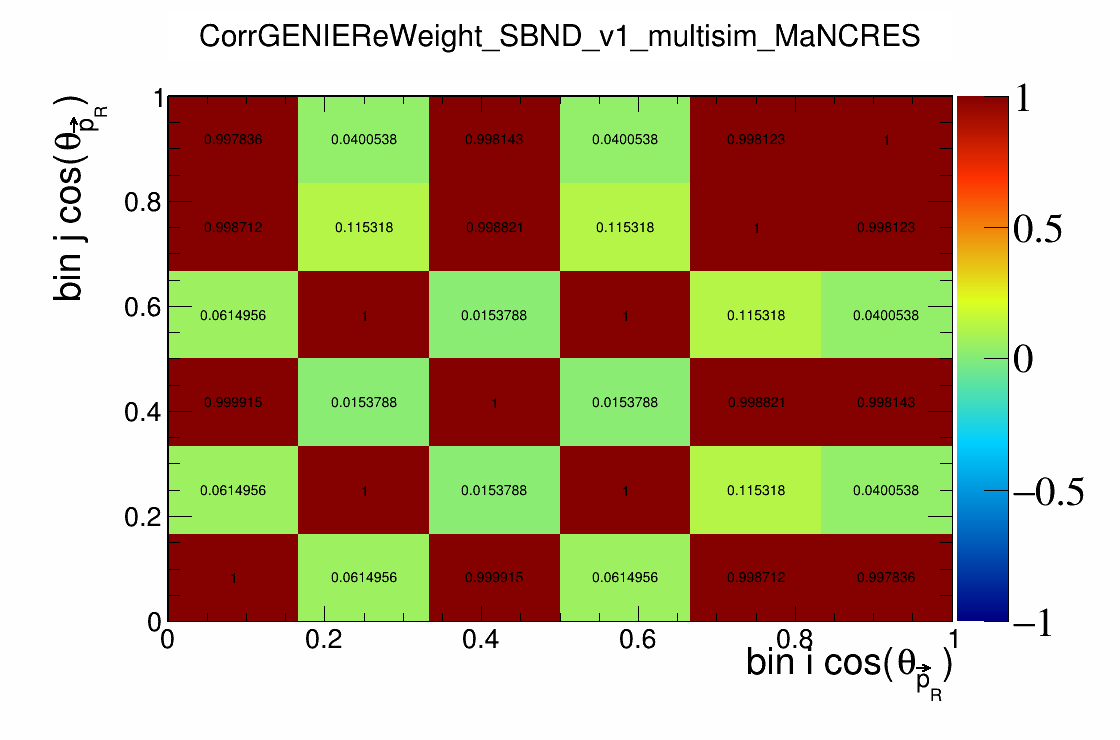 CorrGENIEReWeight_SBND_v1_multisim_MaNCRES
bin j cos(θp⃗R)
1
0.8
0.6
0.4
0.2
0
0.997836 0.0400538 0.998143 0.0400538 0.998123 1
0.998712 0.115318 0.998821 0.115318 1 0.998123
0.0614956 1 0.0153788 1 0.115318 0.0400538
0.999915 0.0153788 1 0.0153788 0.998821 0.998143
0.0614956 1 0.0153788 1 0.115318 0.0400538
1 0.0614956 0.999915 0.0614956 0.998712 0.997836
0 0.2 0.4 0.6 0.8 1
bin i cos(θp⃗R)
1
0.5
0
−0.5
−1